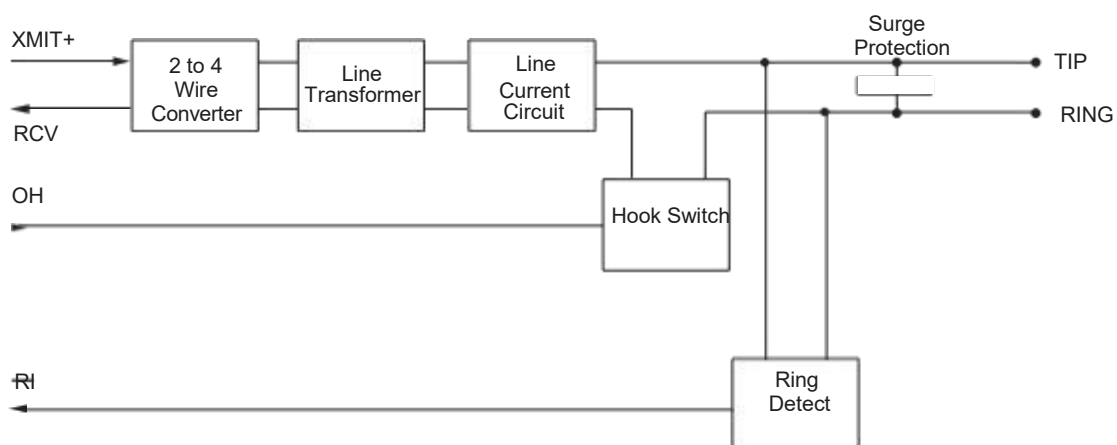 XMIT+
2 to 4
Wire
Converter
Line
Transformer
Line
Current
Circuit
Surge
Protection
TIP
RING
RCV
OH
Hook Switch
RI
Ring
Detect